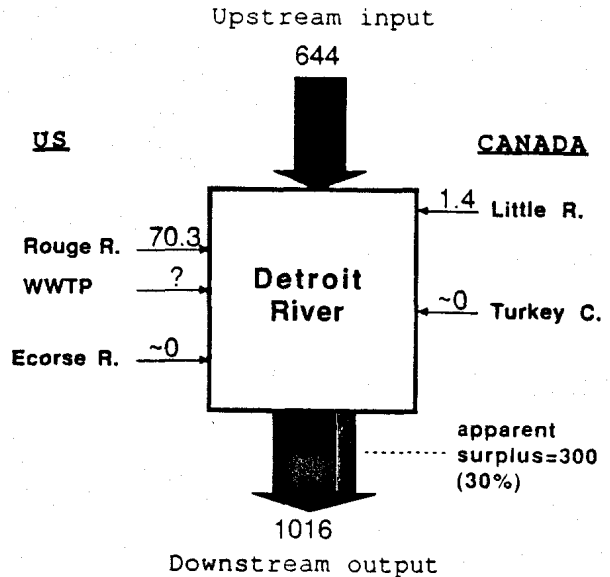 Upstream input
644
US
CANADA
1.4
Little R.
Rouge R.
70.3
WWTP
?
Detroit
River
~0
Turkey C.
Ecorse R.
~0
apparent
surplus=300
(30%)
1016
Downstream output